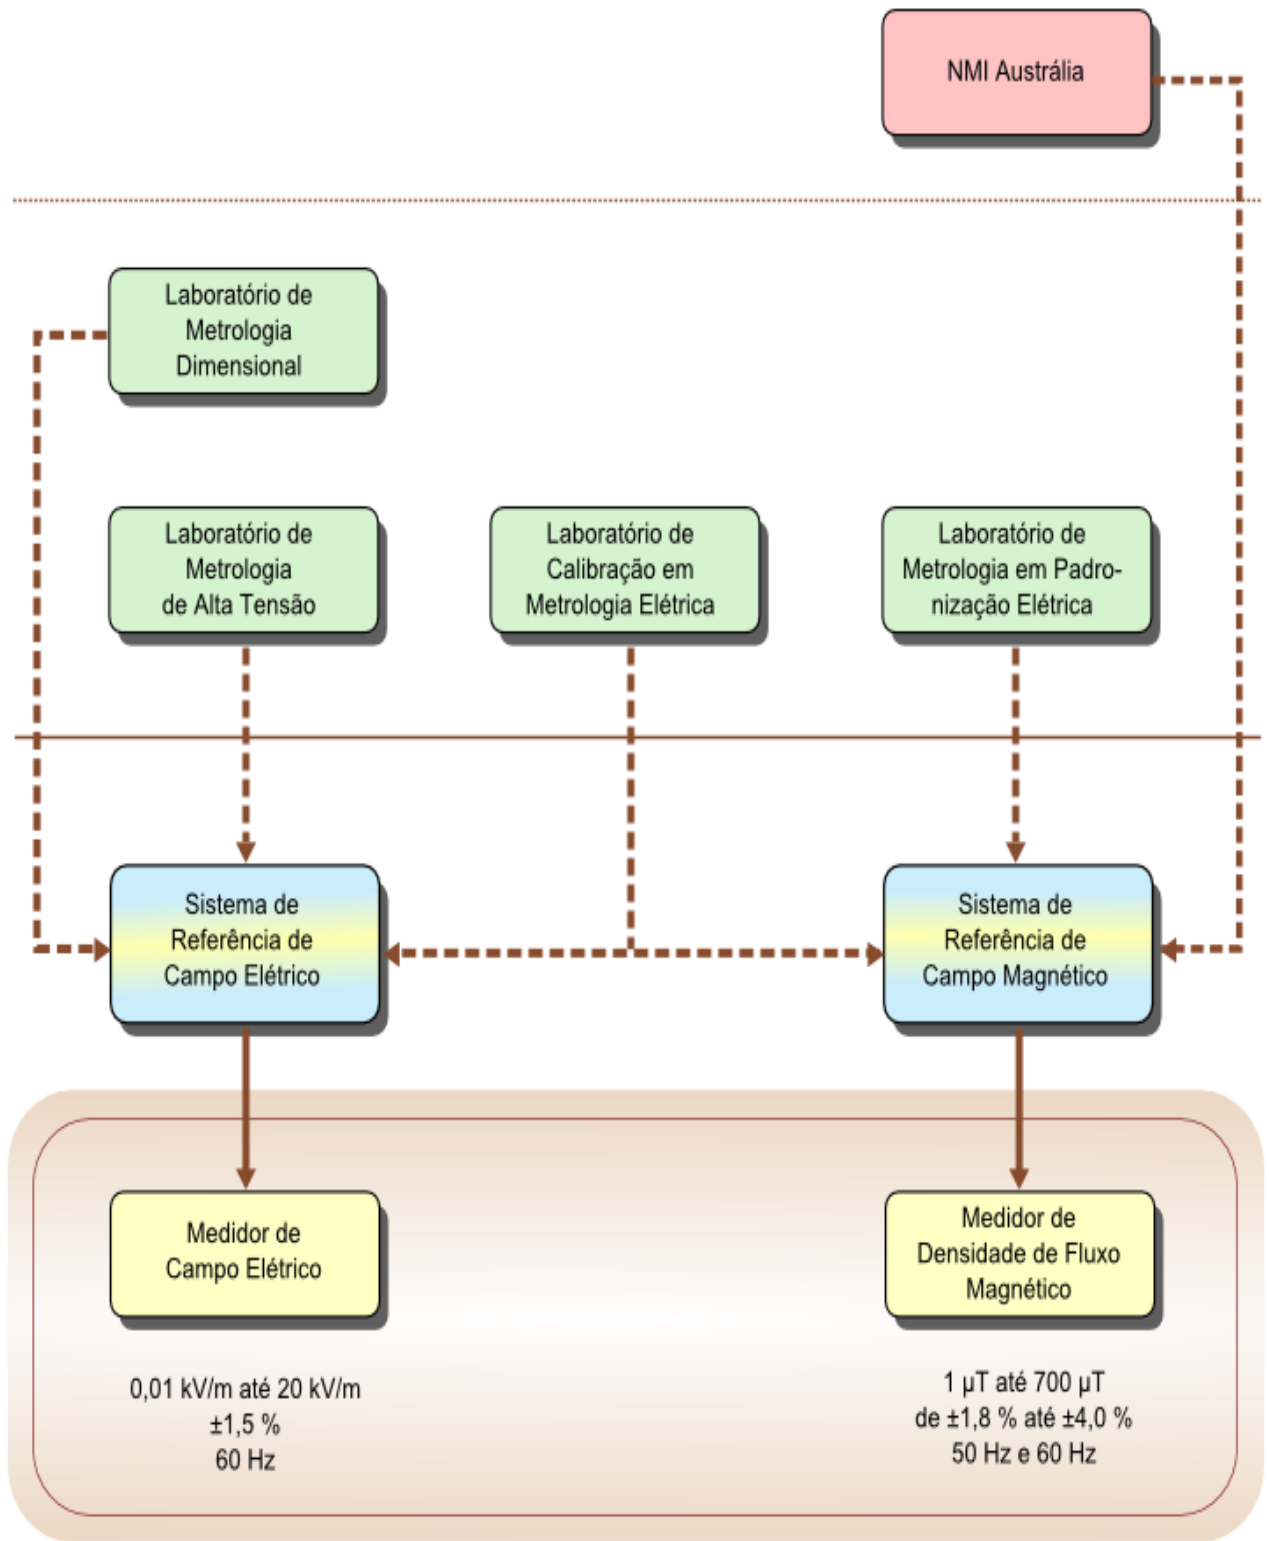 NMI Austrália
Laboratório de
Metrologia
Dimensional
Laboratório de
Metrologia
de Alta Tensão
Laboratório de
Calibração em
Metrologia Elétrica
Laboratório de
Metrologia em Padro-
nização Elétrica
Sistema de
Referência de
Campo Elétrico
Sistema de
Referência de
Campo Magnético
Medidor de
Campo Elétrico
Medidor de
Densidade de Fluxo
Magnético
0,01 kV/m até 20 kV/m
±1,5 %
60 Hz
1 µT até 700 µT
de ±1,8 % até ±4,0 %
50 Hz e 60 Hz